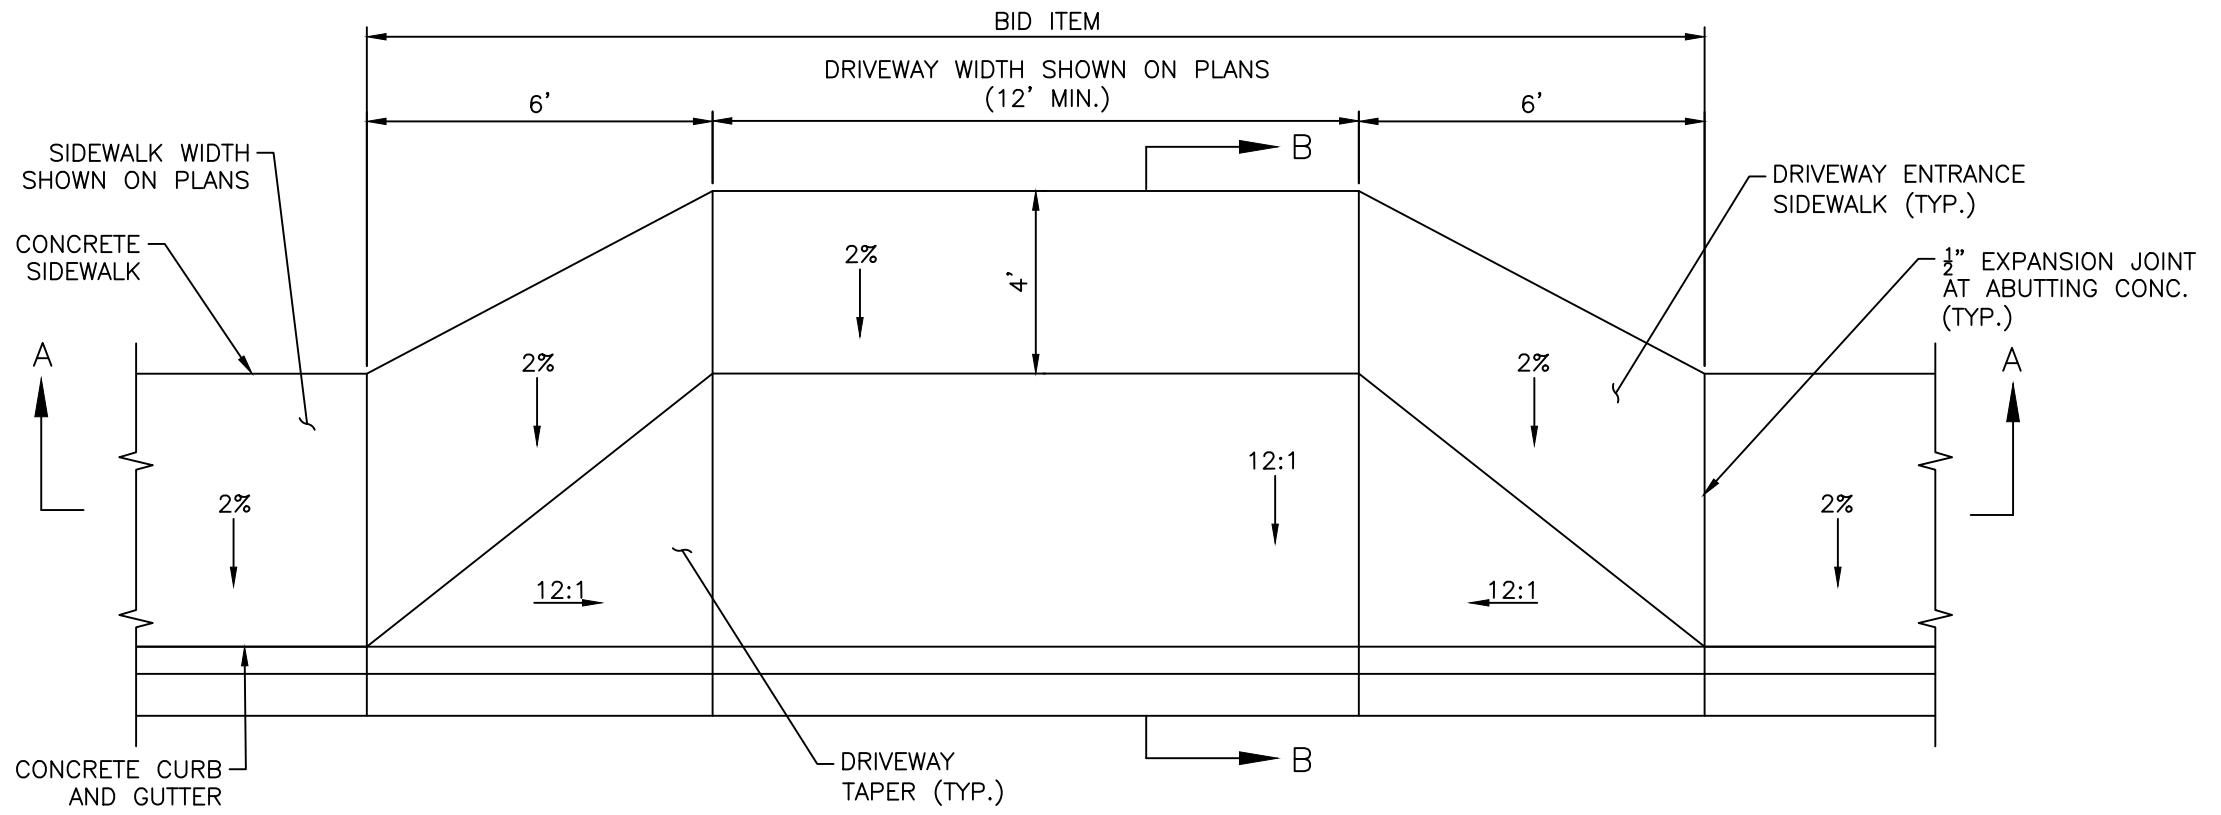 BID ITEM
DRIVEWAY WIDTH SHOWN ON PLANS
(12' MIN.)
6'
6'
B
SIDEWALK WIDTH
SHOWN ON PLANS
DRIVEWAY ENTRANCE
SIDEWALK (TYP.)
CONCRETE
SIDEWALK
2%
4'
1/2" EXPANSION JOINT
AT ABUTTING CONC.
(TYP.)
A
2%
2%
A
12:1
2%
2%
12:1
12:1
CONCRETE CURB
AND GUTTER
DRIVEWAY
TAPER (TYP.)
B